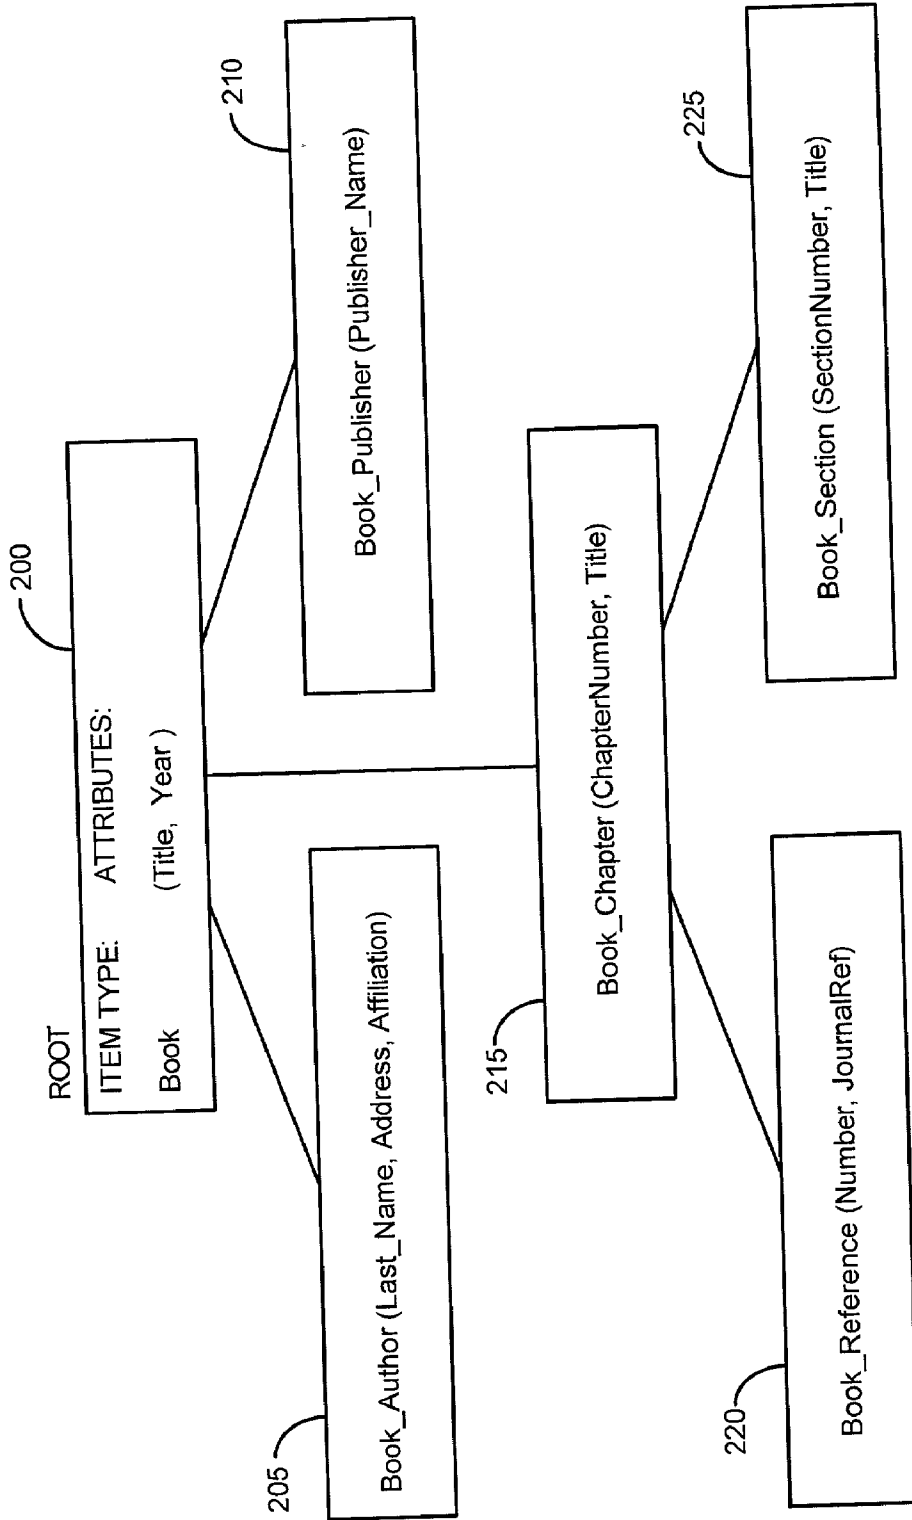 ROOT
200
ITEM TYPE: ATTRIBUTES:
Book (Title, Year )
205
210
Book_Author (Last_Name, Address, Affiliation)
Book_Publisher (Publisher_Name)
215
Book_Chapter (ChapterNumber, Title)
220
225
Book_Reference (Number, JournalRef)
Book_Section (SectionNumber, Title)